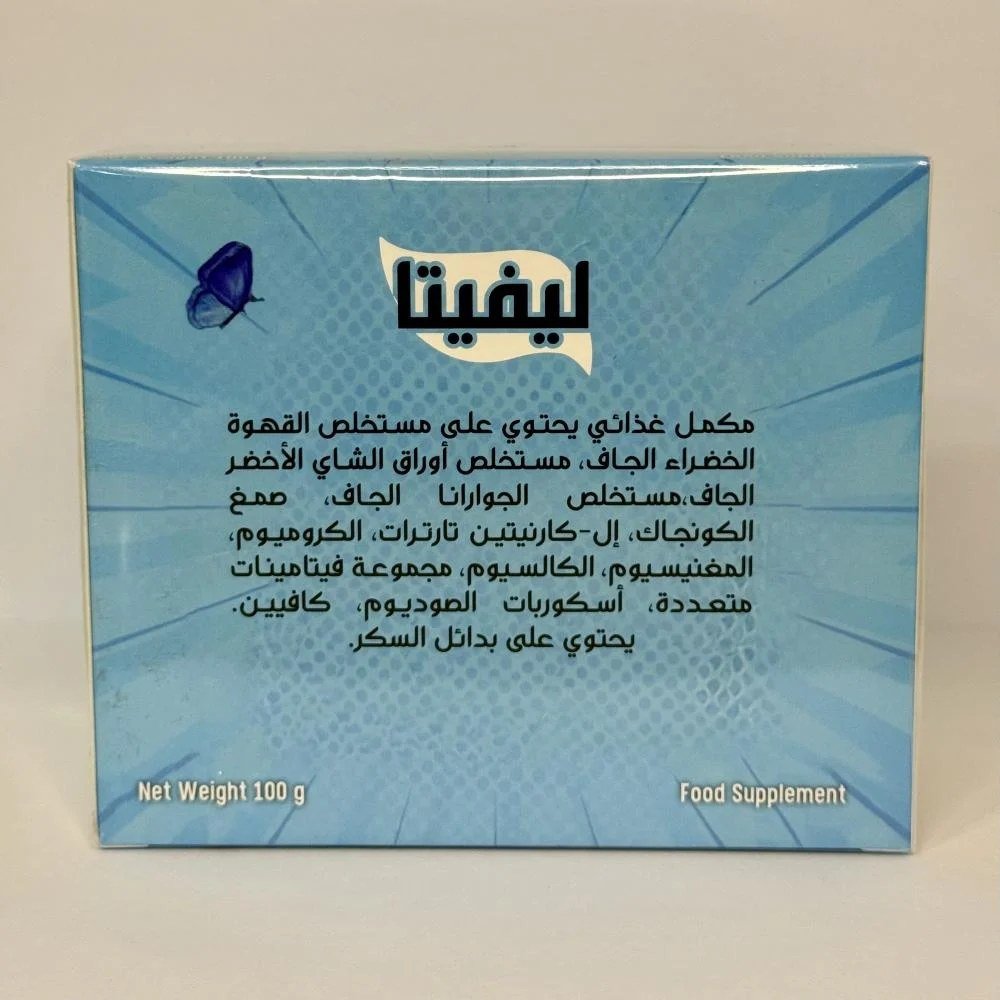 ليفيتا
مكمل غذائي يحتوي على مستخلص القهوة
الخضراء الجاف، مستخلص أوراق الشاي الأخضر
الجاف،مستخلص الجوارانا الجاف، صمغ
الكونجاك، إل-كارنيتين تارترات، الكروميوم،
المغنيسيوم، الكالسيوم، مجموعة فيتامينات
متعددة، أسكوربات الصوديوم، كافيين.
يحتوي على بدائل السكر.
Net Weight 100 g
Food Supplement